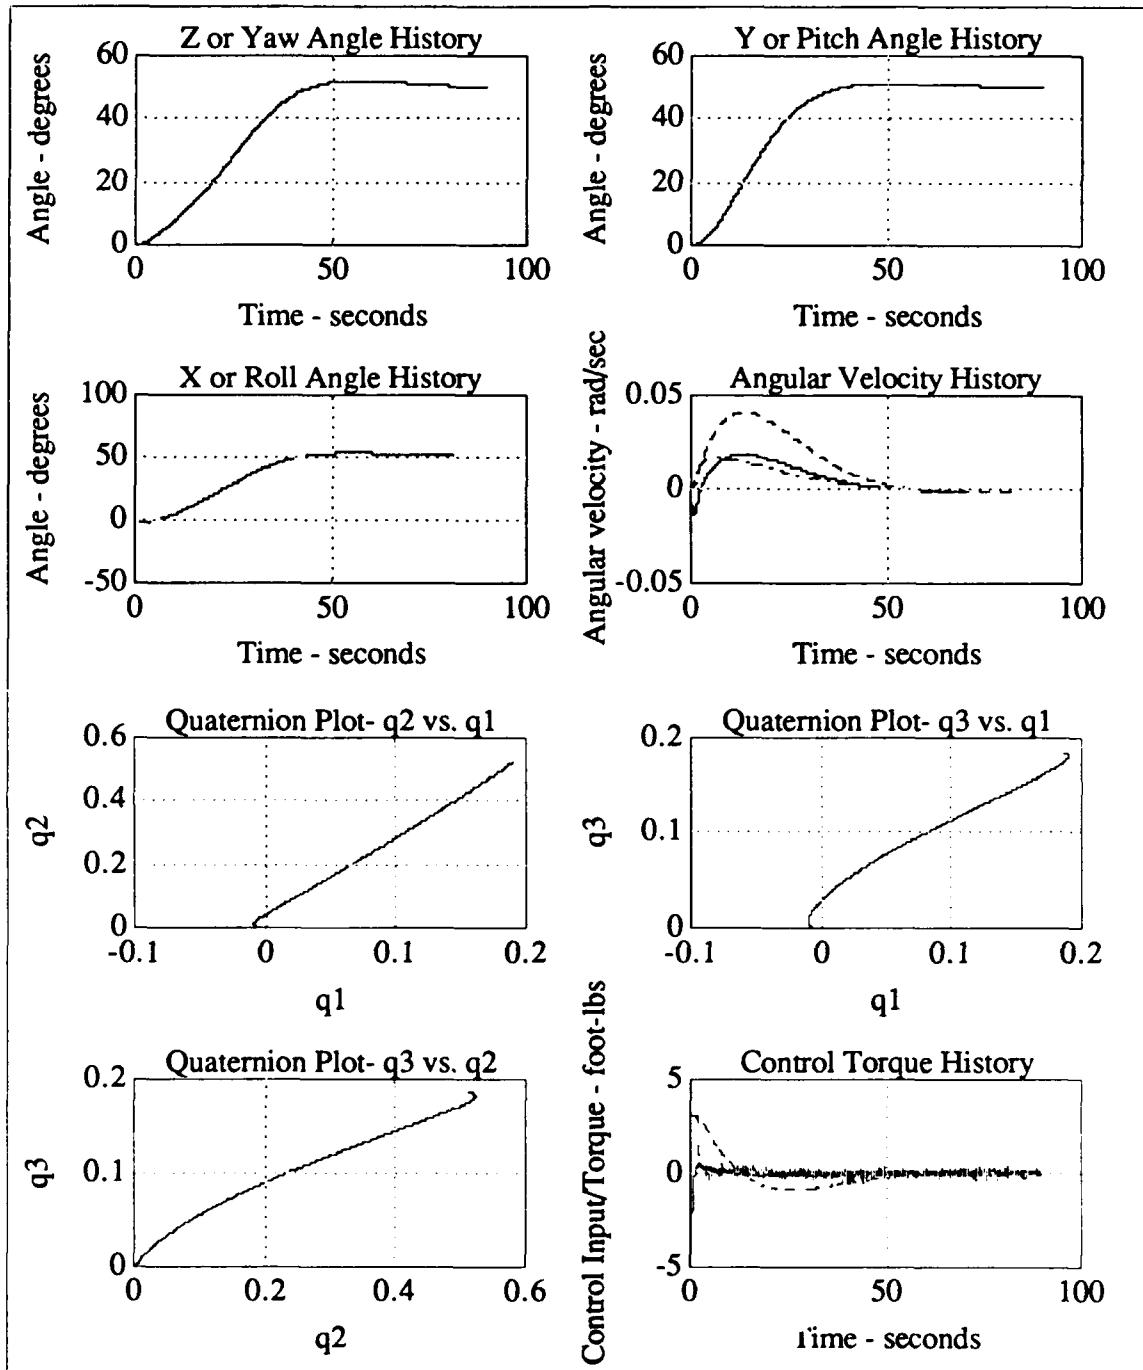 Z or Yaw Angle History
Angle - degrees
60
40
20
0
0
50
100
Time - seconds
Y or Pitch Angle History
Angle - degrees
60
40
20
0
0
50
100
Time - seconds
X or Roll Angle History
Angle - degrees
100
50
0
-50
0
50
100
Time - seconds
Angular Velocity History
Angular velocity - rad/sec
0.05
0
-0.05
0
50
100
Time - seconds
Quaternion Plot- q2 vs. q1
q2
0.6
0.4
0.2
0
-0.1
0
0.1
0.2
q1
Quaternion Plot- q3 vs. q1
q3
0.2
0.1
0
-0.1
0
0.1
0.2
q1
Quaternion Plot- q3 vs. q2
q3
0.2
0.1
0
0
0.2
0.4
0.6
q2
Control Torque History
Control Input/Torque - foot-lbs
5
0
-5
0
50
100
Time - seconds